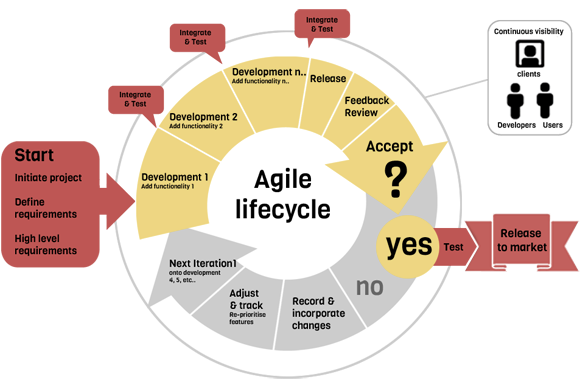 Start
Initiate project
Define
requirements
High level
requirements
Integrate
& Test
Integrate
& Test
Integrate
& Test
Development 1
Add functionality 1
Development 2
Add functionality 2
Development n..
Add functionality n..
Release
Feedback
Review
Accept
?
Agile
lifecycle
yes
Test
Release
to market
no
Record &
incorporate
changes
Adjust
& track
Re-prioritise
features
Next Iteration1
onto development
4, 5, etc..
Continuous visibility
clients
Developers
Users